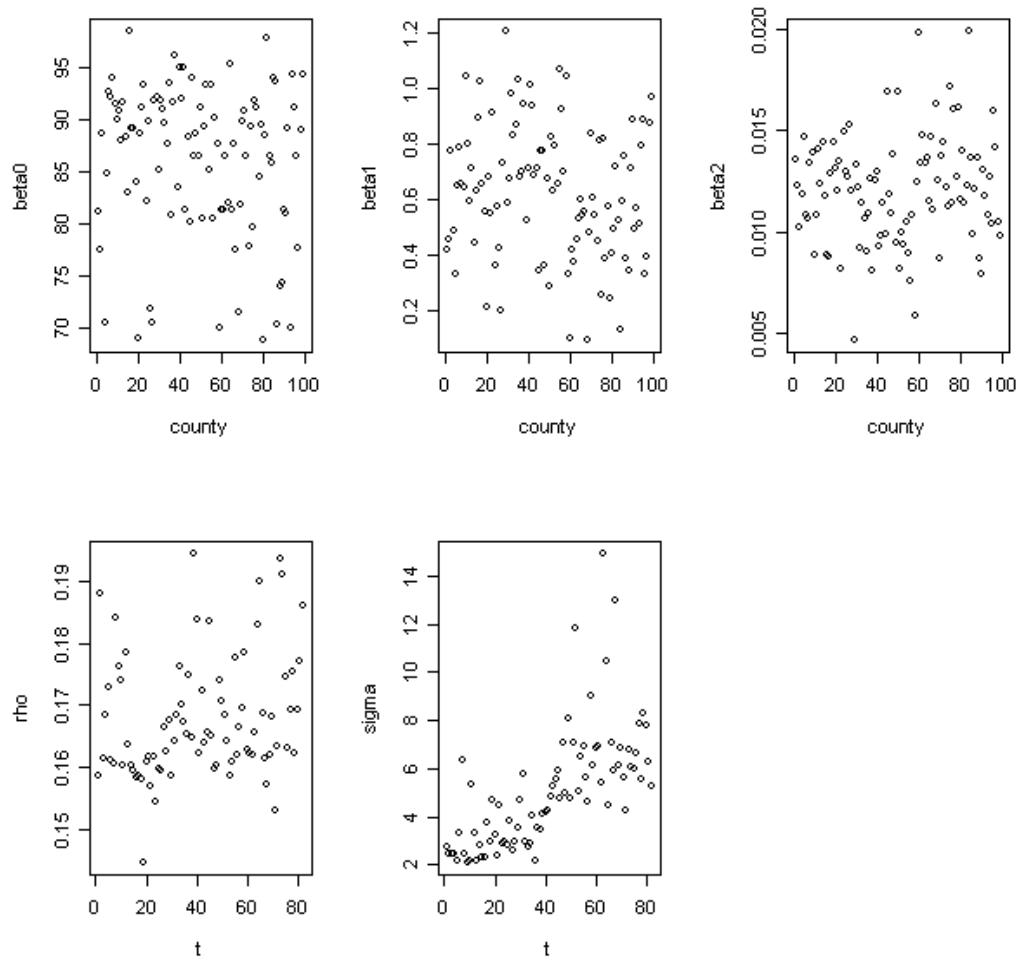 beta0
70 75 80 85 90 95
0 20 40 60 80 100
county
beta1
0.2 0.4 0.6 0.8 1.0 1.2
0 20 40 60 80 100
county
beta2
0.005 0.010 0.015 0.020
0 20 40 60 80 100
county
rho
0.15 0.16 0.17 0.18 0.19
0 20 40 60 80
t
sigma
2 4 6 8 10 12 14
0 20 40 60 80
t